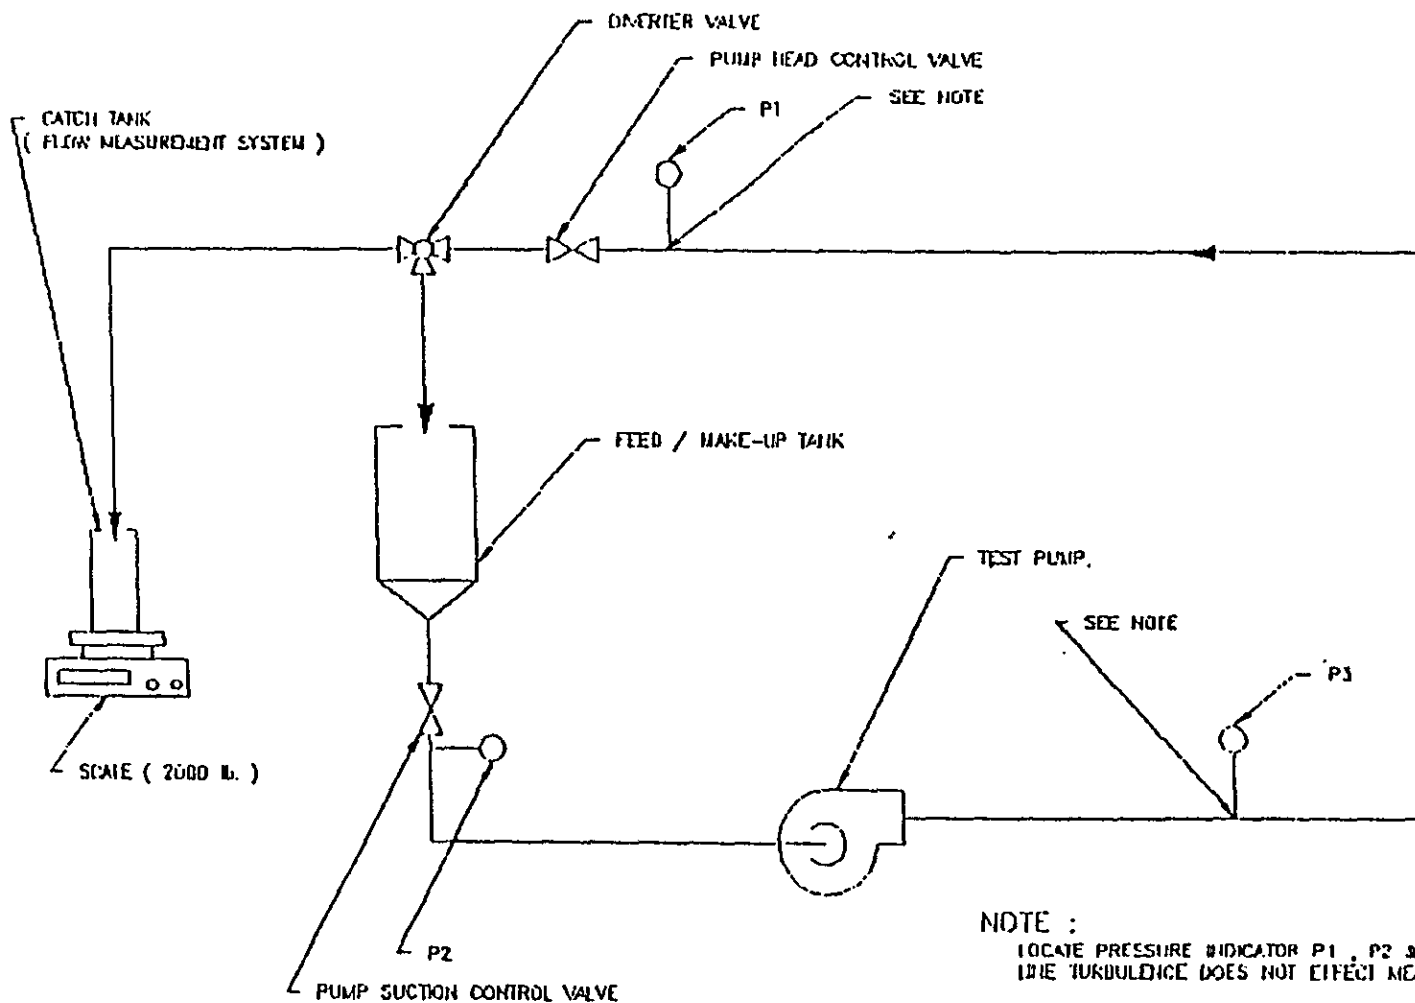 DIVERTER VALVE
PUMP HEAD CONTROL VALVE
SEE NOTE
P1
CATCH TANK
( FLOW MEASUREMENT SYSTEM )
FEED / MAKE-UP TANK
TEST PUMP.
SEE NOTE
P3
SCALE ( 2000 lb. )
P2
PUMP SUCTION CONTROL VALVE
NOTE :
LOCATE PRESSURE INDICATOR P1 , P2
LINE TURBULENCE DOES NOT EFFECT